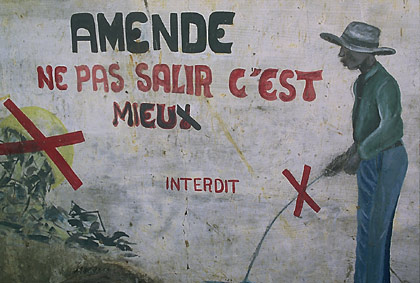 AMENDE
NE PAS SALIR C'EST
MIEUX
INTERDIT